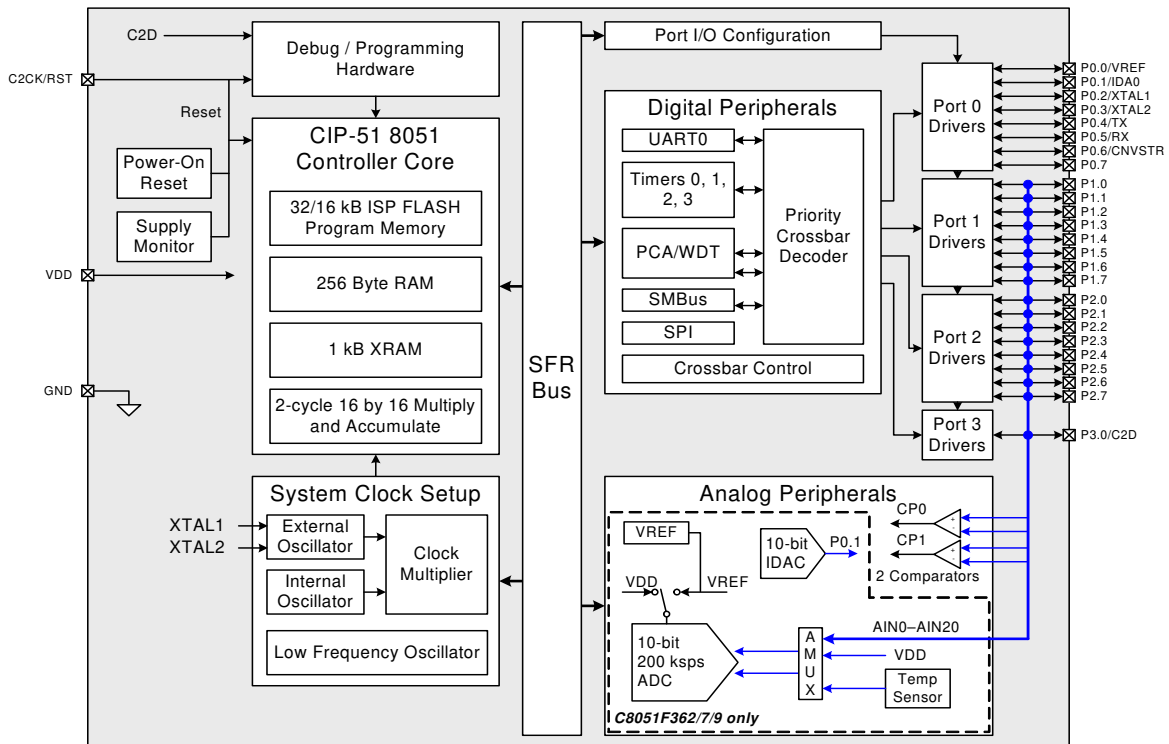 C2D
C2CK/RST
Debug / Programming
Hardware
Reset
Power-On
Reset
Supply
Monitor
VDD
GND
CIP-51 8051
Controller Core
32/16 kB ISP FLASH
Program Memory
256 Byte RAM
1 kB XRAM
2-cycle 16 by 16 Multiply
and Accumulate
System Clock Setup
XTAL1
XTAL2
External
Oscillator
Internal
Oscillator
Clock
Multiplier
Low Frequency Oscillator
SFR
Bus
Port I/O Configuration
Digital Peripherals
UART0
Timers 0, 1,
2, 3
PCA/WDT
SMBus
SPI
Priority
Crossbar
Decoder
Crossbar Control
Port 0
Drivers
Port 1
Drivers
Port 2
Drivers
Port 3
Drivers
P0.0/VREF
P0.1/IDA0
P0.2/XTAL1
P0.3/XTAL2
P0.4/TX
P0.5/RX
P0.6/CNVSTR
P0.7
P1.0
P1.1
P1.2
P1.3
P1.4
P1.5
P1.6
P1.7
P2.0
P2.1
P2.2
P2.3
P2.4
P2.5
P2.6
P2.7
P3.0/C2D
Analog Peripherals
VREF
VDD
VREF
10-bit
IDAC
P0.1
CP0
+
-
CP1
+
-
2 Comparators
10-bit
200 ksps
ADC
A
M
U
X
AIN0–AIN20
VDD
Temp
Sensor
C8051F362/7/9 only